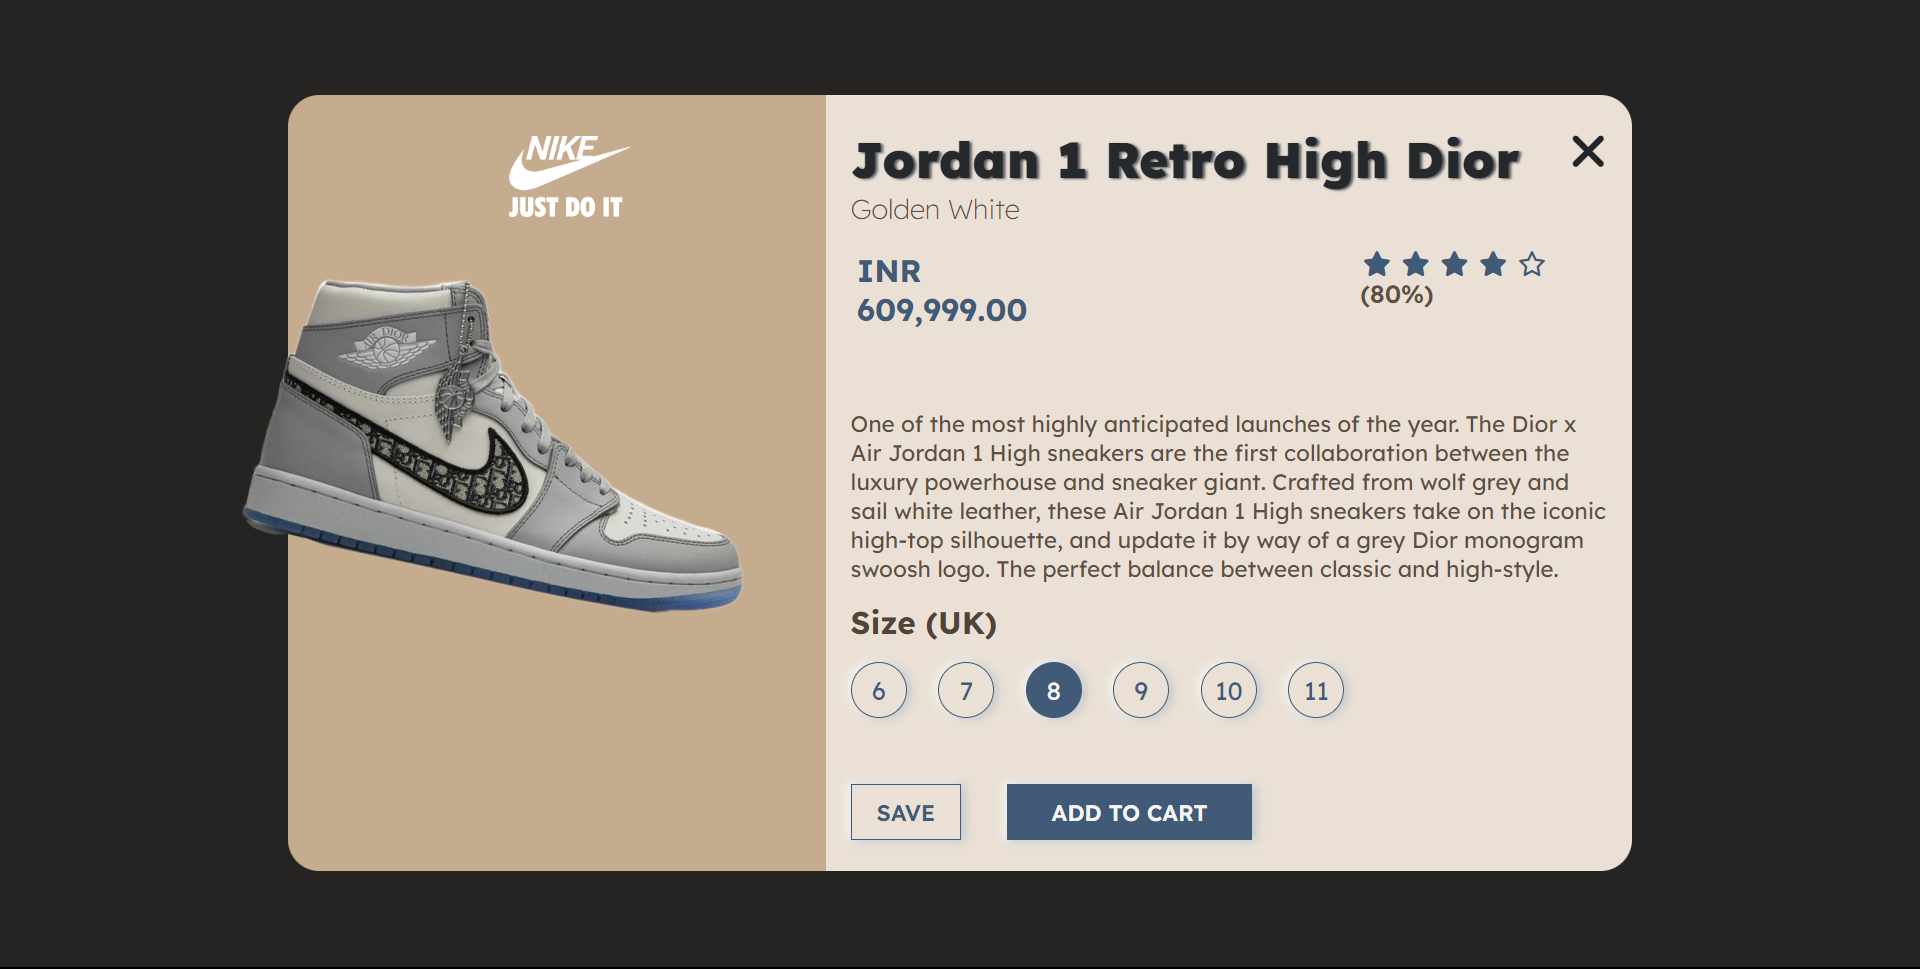 NIKE
JUST DO IT
Jordan 1 Retro High Dior
Golden White
INR
609,999.00
(80%)
AIR DIOR
One of the most highly anticipated launches of the year. The Dior x
Air Jordan 1 High sneakers are the first collaboration between the
luxury powerhouse and sneaker giant. Crafted from wolf grey and
sail white leather, these Air Jordan 1 High sneakers take on the iconic
high-top silhouette, and update it by way of a grey Dior monogram
swoosh logo. The perfect balance between classic and high-style.
Size (UK)
6 7 8 9 10 11
SAVE ADD TO CART